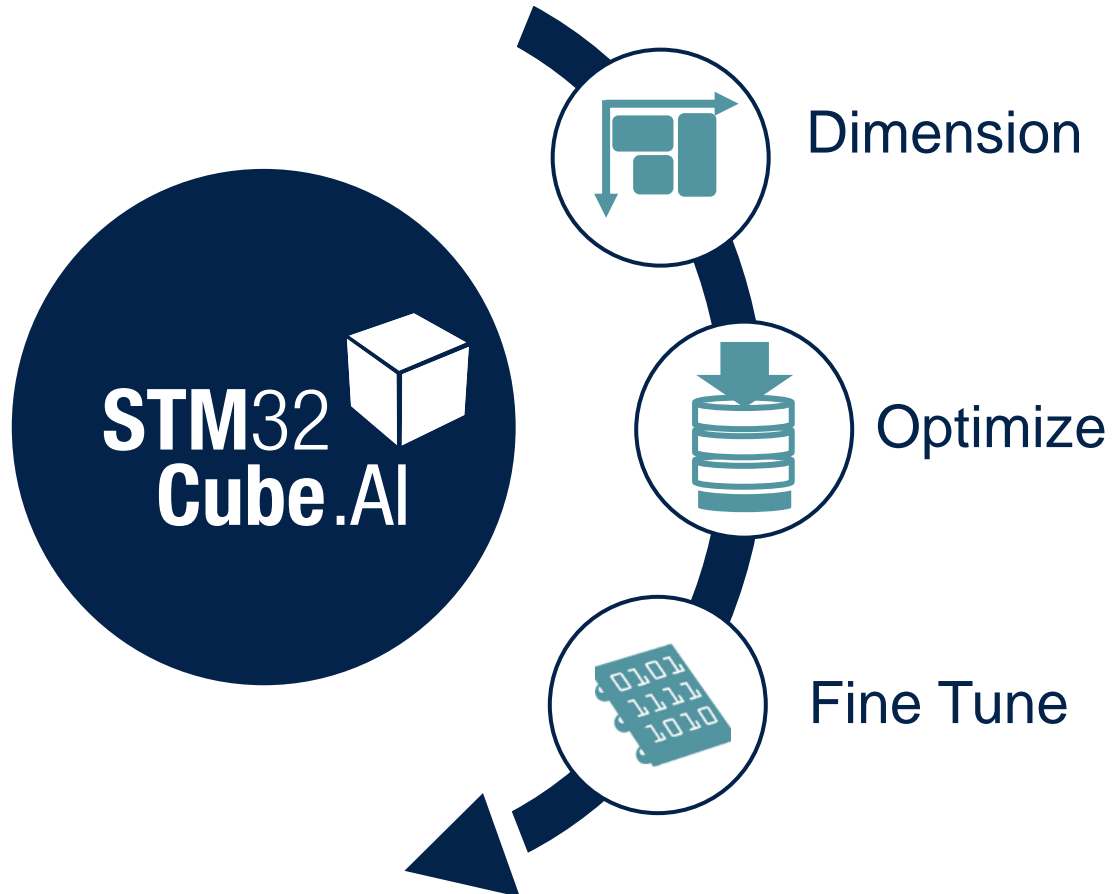 Dimension
STM32
Cube.AI
Optimize
0101
1111
1010
Fine Tune